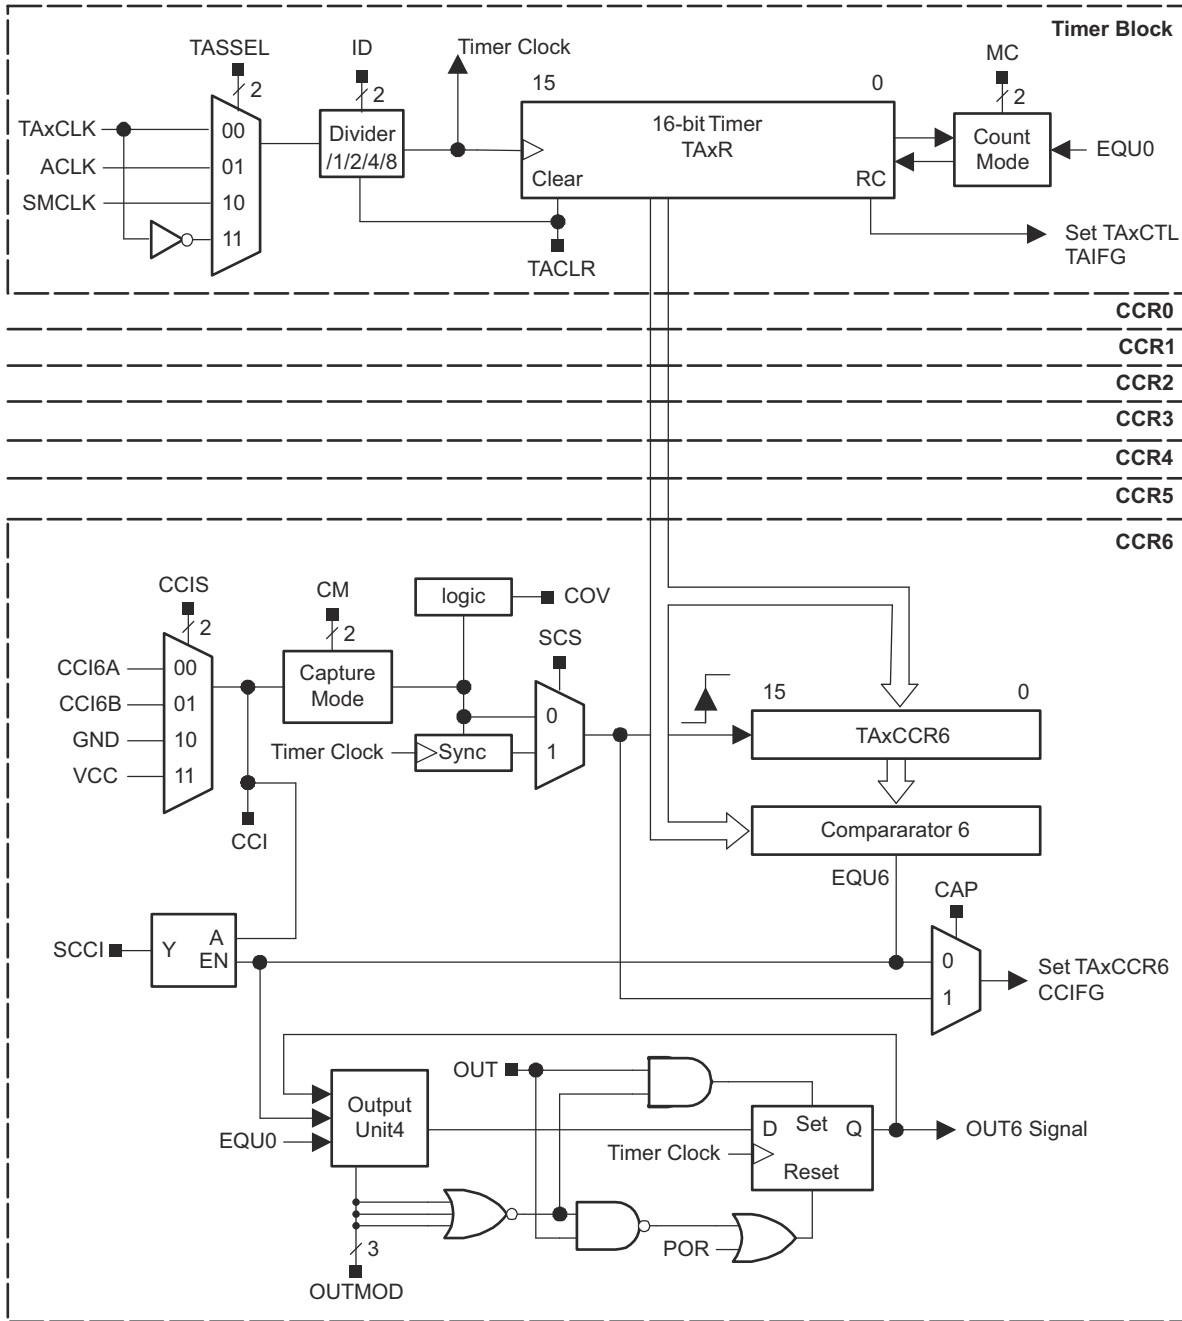 Timer Block
TASSEL
ID
Timer Clock
15
0
MC
2
2
2
TAxCLK
00
Divider
/1/2/4/8
16-bit Timer
TAxR
Count
Mode
EQU0
ACLK
01
SMCLK
10
Clear
RC
11
TACLR
Set TAxCTL
TAIFG
CCR0
CCR1
CCR2
CCR3
CCR4
CCR5
CCR6
CCIS
CM
logic
COV
2
2
SCS
CCI6A
00
Capture
Mode
15
0
CCI6B
01
0
GND
10
Timer Clock
Sync
1
TAxCCR6
VCC
11
CCI
Compararator 6
EQU6
CAP
SCCI
Y
A
EN
0
Set TAxCCR6
CCIFG
1
OUT
Output
Unit4
EQU0
D
Set
Q
OUT6 Signal
Timer Clock
Reset
POR
3
OUTMOD